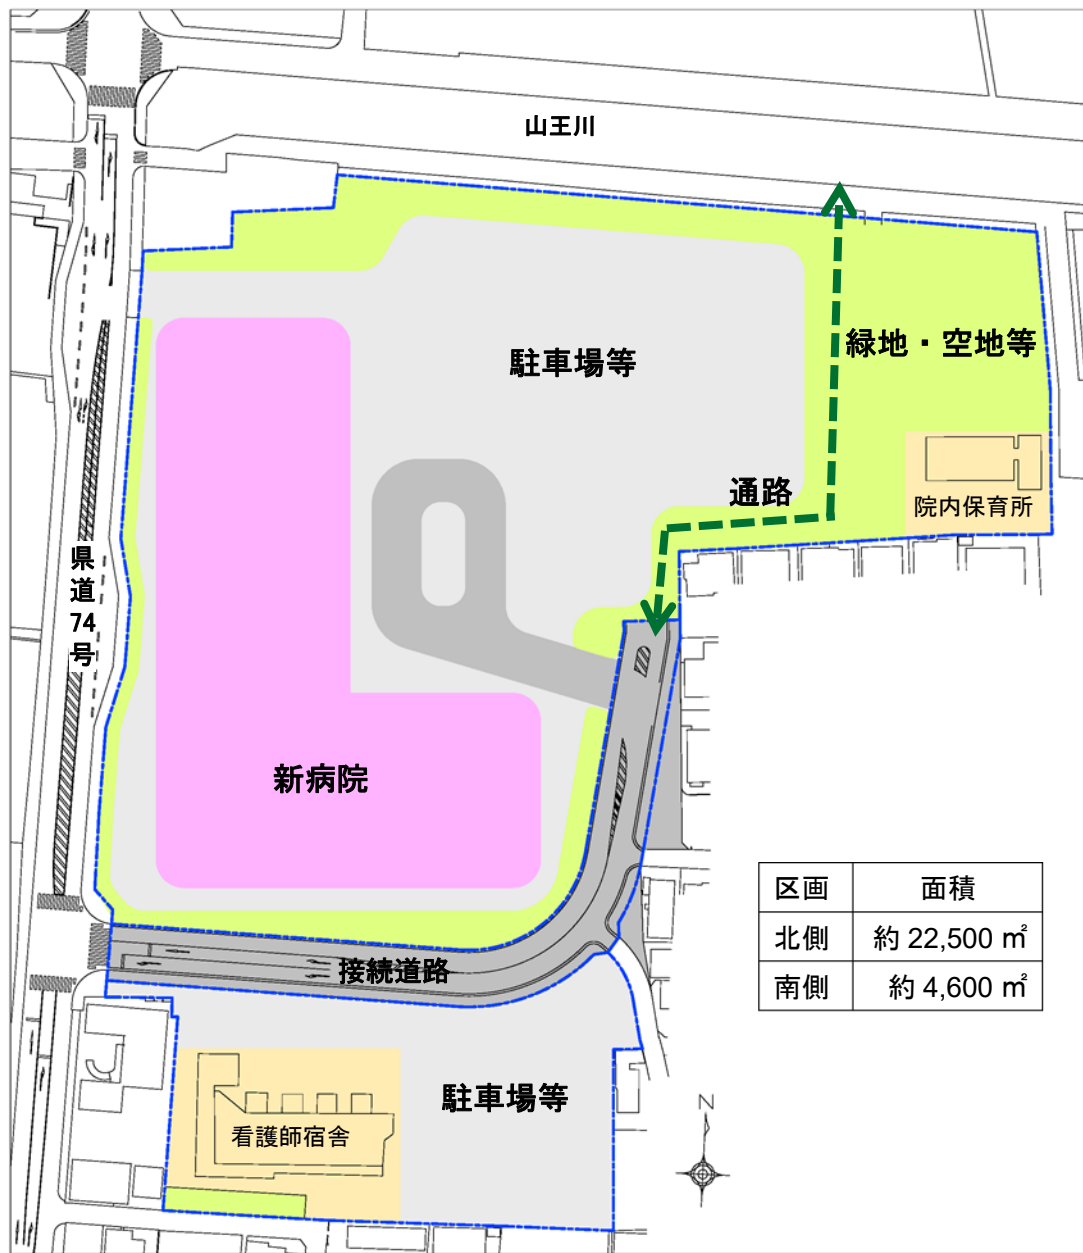 山王川
緑地・空地等
駐車場等
通路
院内保育所
県道74号
新病院
区画 面積
北側 約 22,500 ㎡
南側 約 4,600 ㎡
接続道路
駐車場等
看護師宿舎
N